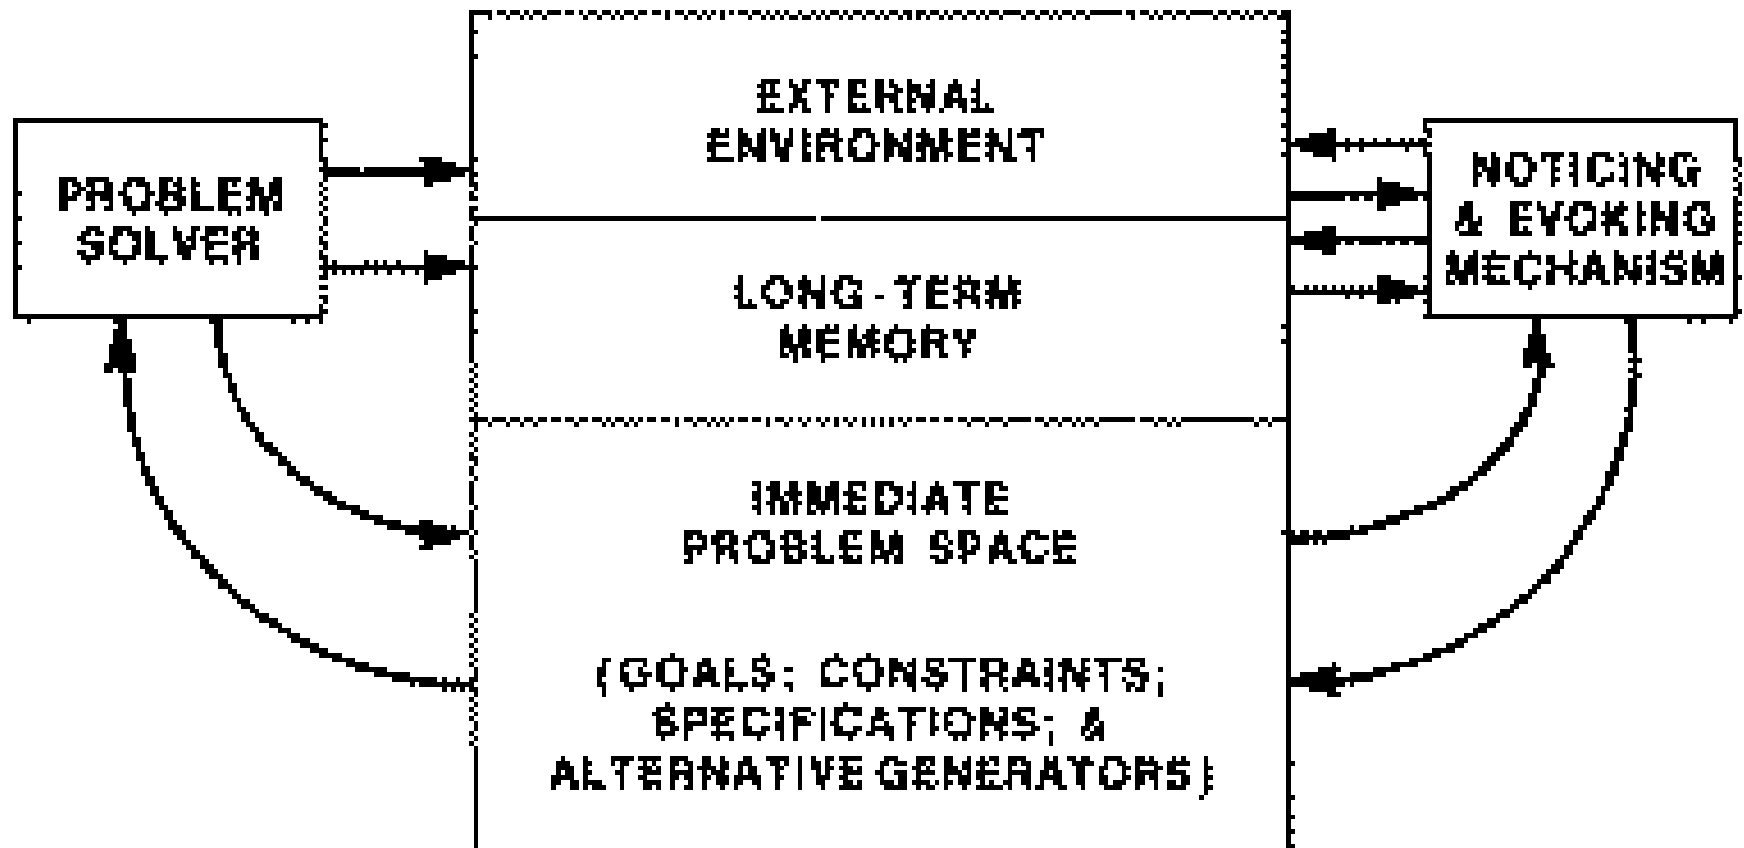 EXTERNAL
ENVIRONMENT
PROBLEM
SOLVER
NOTICING
& EVOKING
MECHANISM
LONG-TERM
MEMORY
IMMEDIATE
PROBLEM SPACE
(GOALS; CONSTRAINTS;
SPECIFICATIONS; &
ALTERNATIVE GENERATORS)